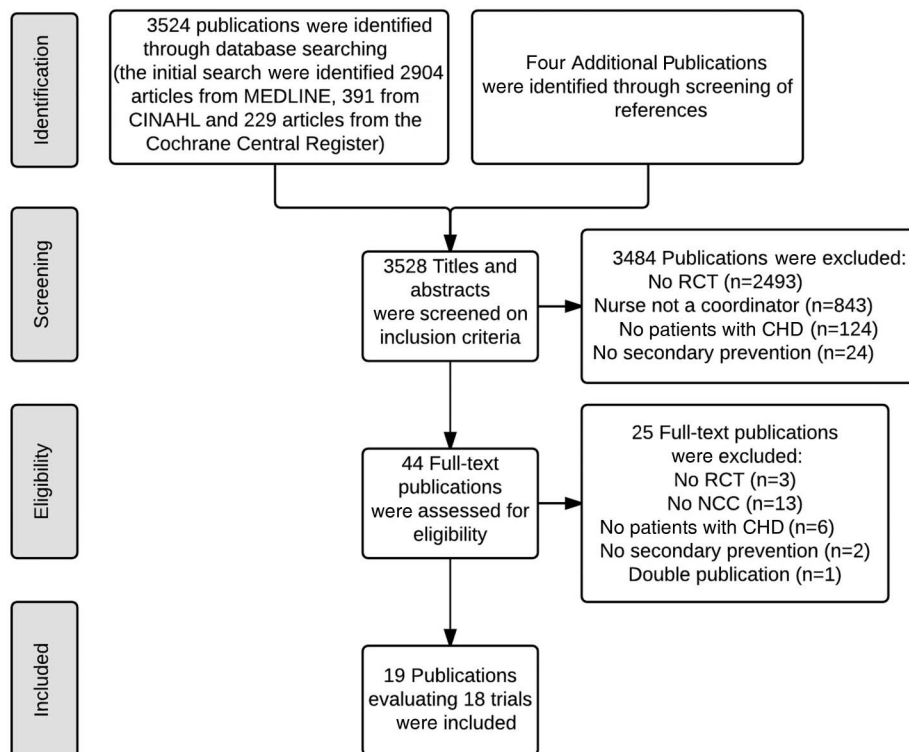 Identification
3524 publications were identified
through database searching
(the initial search were identified 2904
articles from MEDLINE, 391 from
CINAHL and 229 articles from the
Cochrane Central Register)
Four Additional Publications
were identified through screening of
references
Screening
3528 Titles and
abstracts
were screened on
inclusion criteria
3484 Publications were excluded:
No RCT (n=2493)
Nurse not a coordinator (n=843)
No patients with CHD (n=124)
No secondary prevention (n=24)
Eligibility
44 Full-text
publications
were assessed for
eligibility
25 Full-text publications
were excluded:
No RCT (n=3)
No NCC (n=13)
No patients with CHD (n=6)
No secondary prevention (n=2)
Double publication (n=1)
Included
19 Publications
evaluating 18 trials
were included